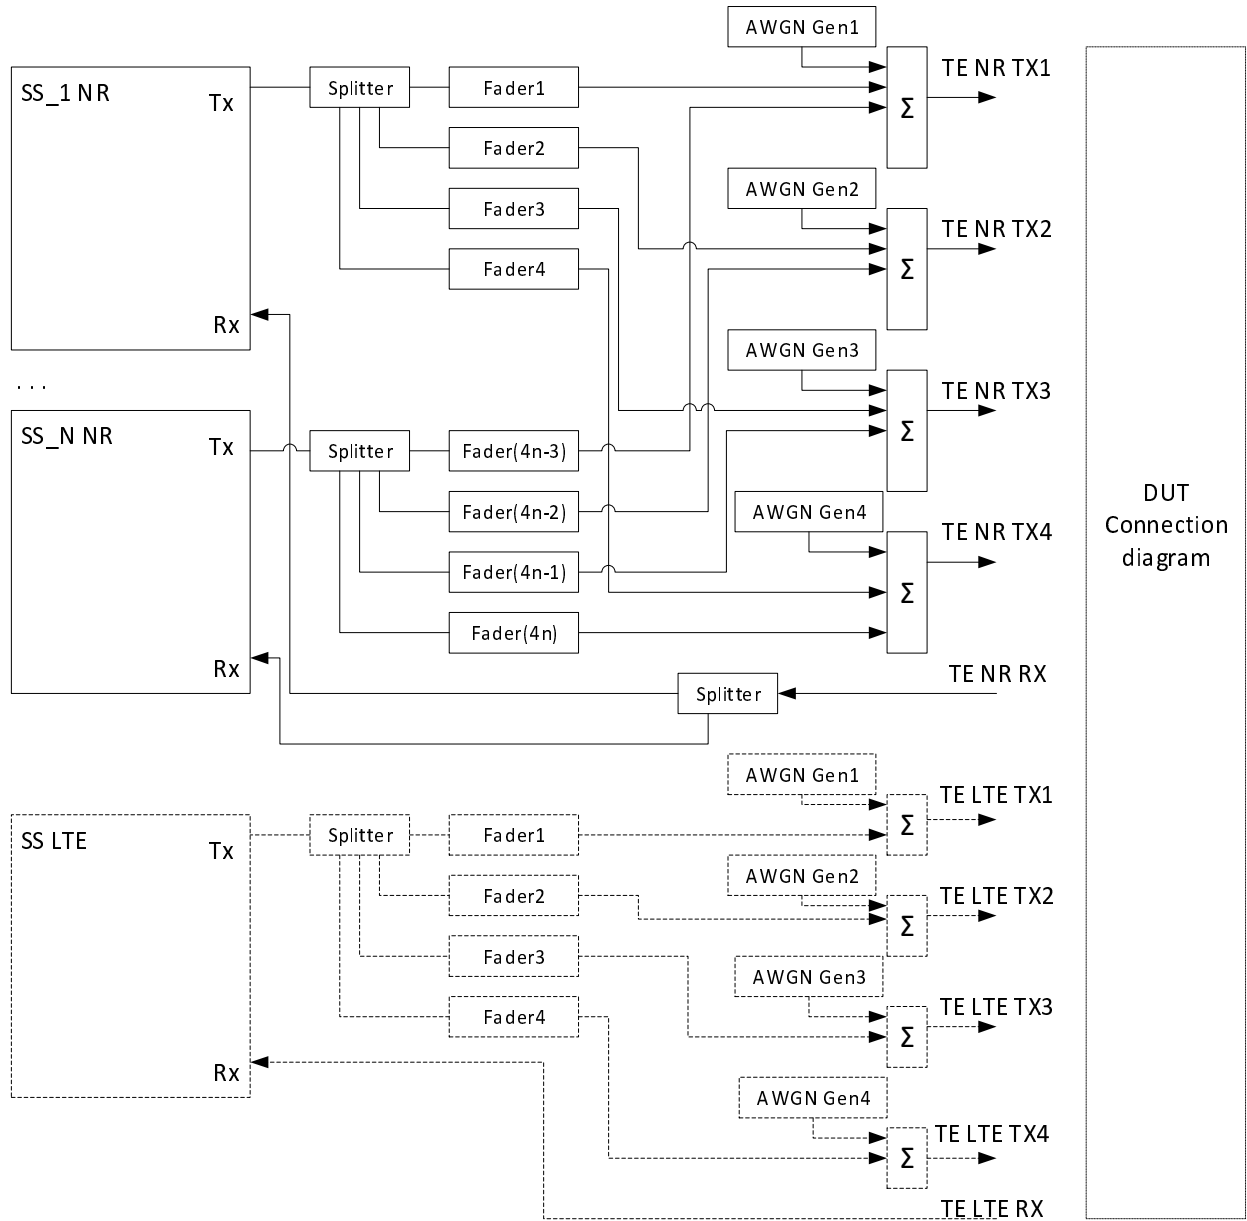 AWGN Gen1
TE NR TX1
SS_1 NR
Tx
Splitter
Fader1
Σ
Fader2
Fader3
Fader4
AWGN Gen2
TE NR TX2
Σ
Rx
AWGN Gen3
TE NR TX3
Σ
. . .
SS_N NR
Tx
Splitter
Fader(4n-3)
Fader(4n-2)
Fader(4n-1)
Fader(4n)
AWGN Gen4
TE NR TX4
Σ
DUT
Connection
diagram
Rx
Splitter
TE NR RX
AWGN Gen1
TE LTE TX1
SS LTE
Tx
Splitter
Fader1
Σ
Fader2
Fader3
Fader4
AWGN Gen2
TE LTE TX2
Σ
AWGN Gen3
TE LTE TX3
Σ
Rx
AWGN Gen4
TE LTE TX4
Σ
TE LTE RX